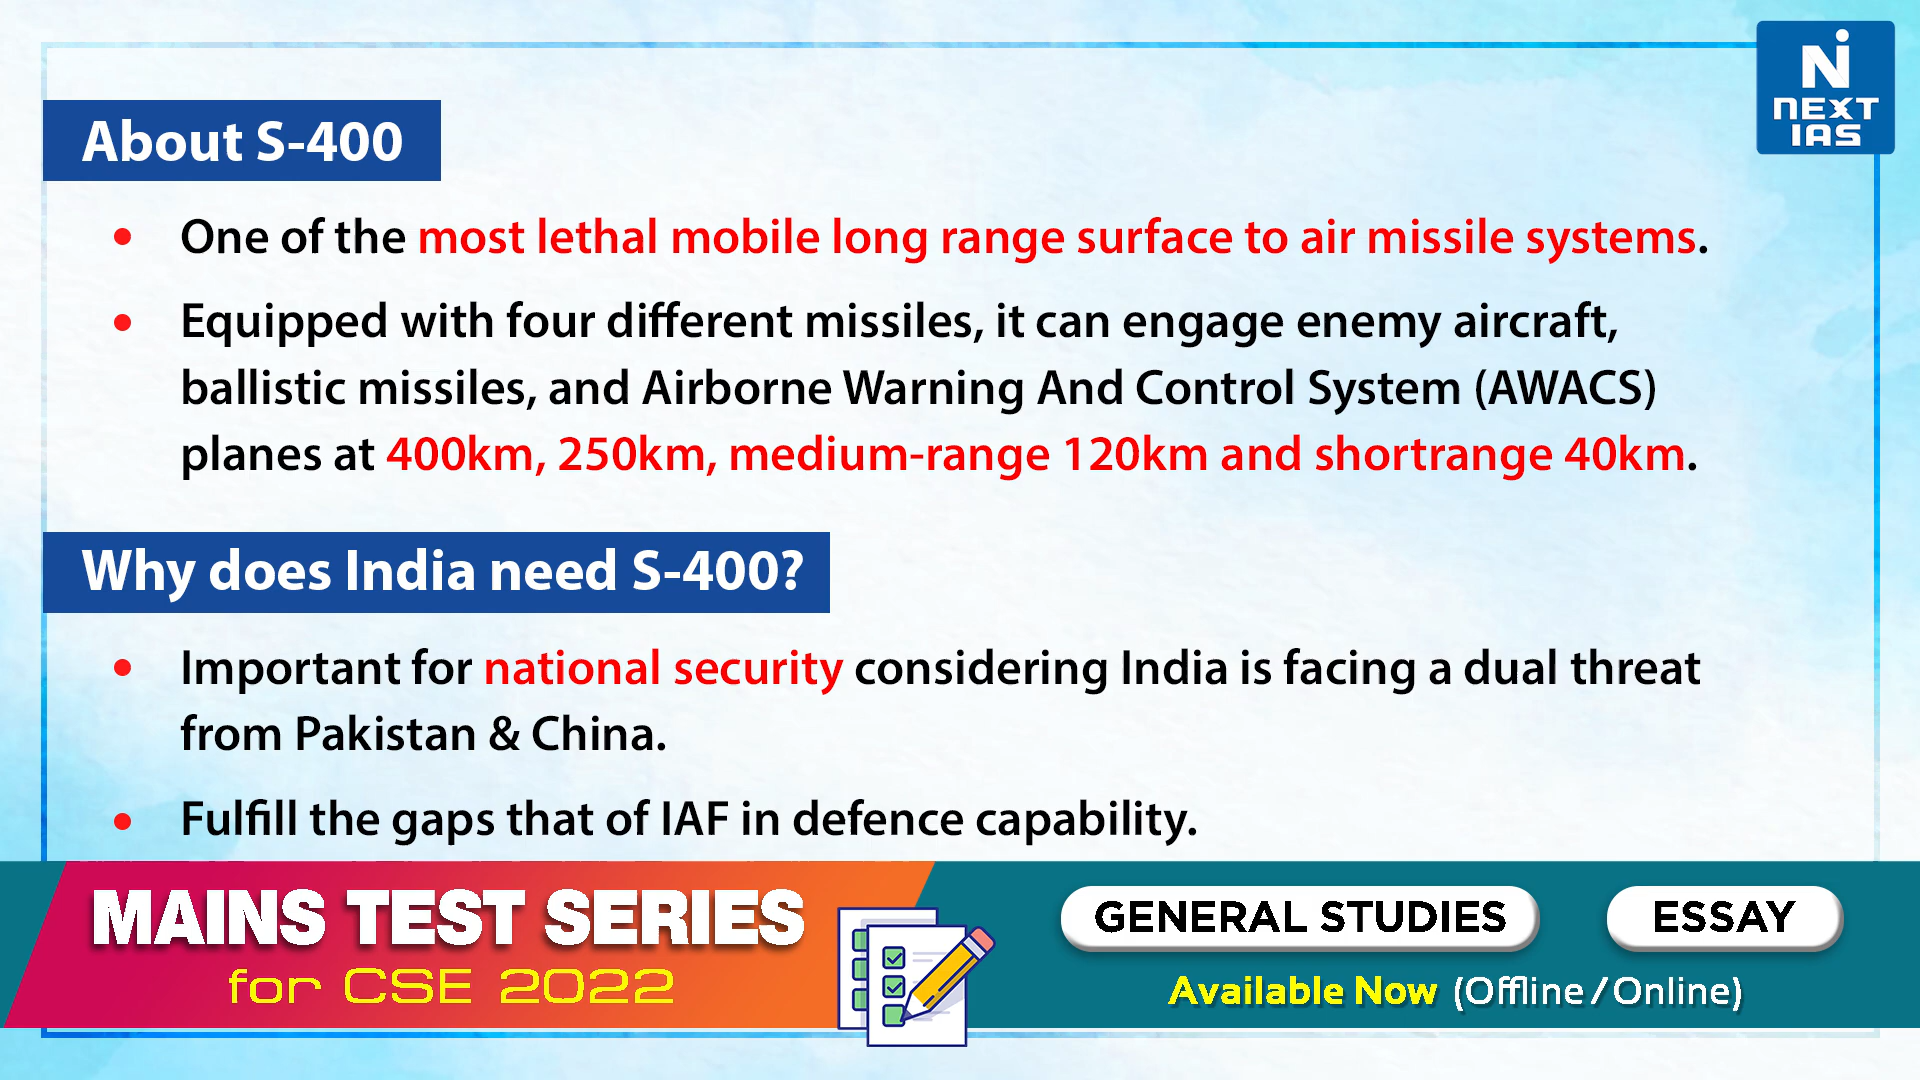 NEXT
IAS
About S-400
• One of the most lethal mobile long range surface to air missile systems.
• Equipped with four different missiles, it can engage enemy aircraft,
ballistic missiles, and Airborne Warning And Control System (AWACS)
planes at 400km, 250km, medium-range 120km and shortrange 40km.
Why does India need S-400?
• Important for national security considering India is facing a dual threat
from Pakistan & China.
• Fulfill the gaps that of IAF in defence capability.
MAINS TEST SERIES
for CSE 2022
GENERAL STUDIES
ESSAY
Available Now (Offline/Online)